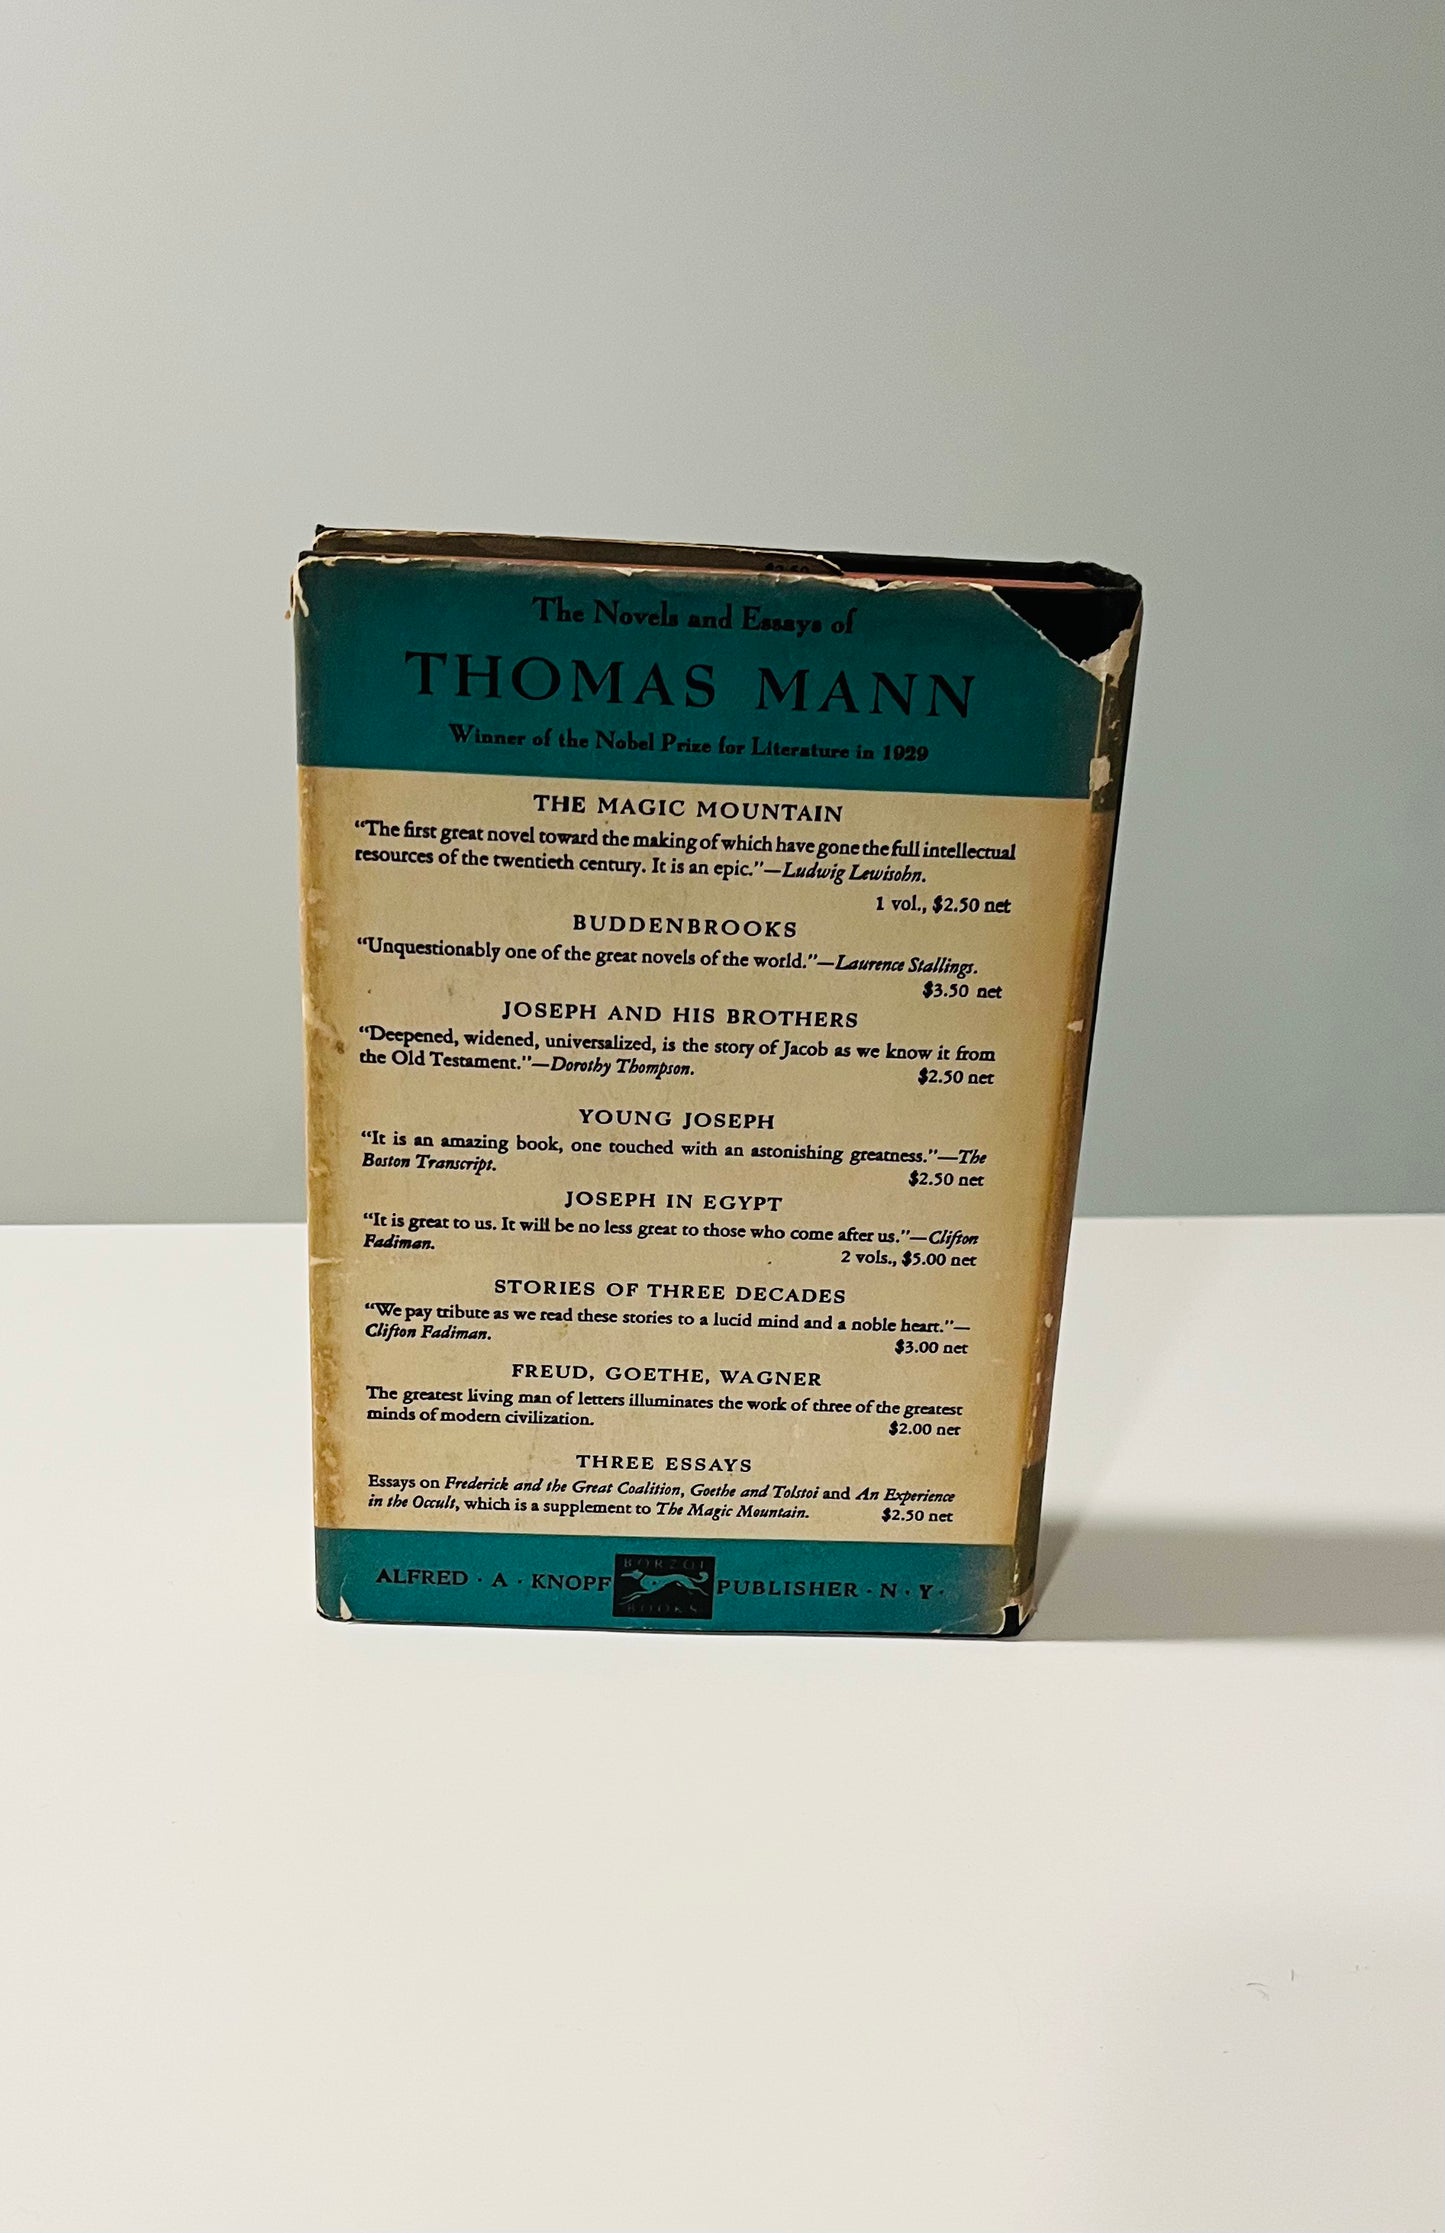 $2.50
The Novels and Essays of
THOMAS MANN
Winner of the Nobel Prize for Literature in 1929
THE MAGIC MOUNTAIN
“The first great novel toward the making of which have gone the full intellectual
resources of the twentieth century. It is an epic.”—Ludwig Lewisohn.
1 vol., $2.50 net
BUDDENBROOKS
“Unquestionably one of the great novels of the world.”—Laurence Stallings.
$3.50 net
JOSEPH AND HIS BROTHERS
“Deepened, widened, universalized, is the story of Jacob as we know it from
the Old Testament.”—Dorothy Thompson. $2.50 net
YOUNG JOSEPH
“It is an amazing book, one touched with an astonishing greatness.”—The
Boston Transcript. $2.50 net
JOSEPH IN EGYPT
“It is great to us. It will be no less great to those who come after us.”—Clifton
Fadiman. 2 vols., $5.00 net
STORIES OF THREE DECADES
“We pay tribute as we read these stories to a lucid mind and a noble heart.”—
Clifton Fadiman. $3.00 net
FREUD, GOETHE, WAGNER
The greatest living man of letters illuminates the work of three of the greatest
minds of modern civilization. $2.00 net
THREE ESSAYS
Essays on Frederick and the Great Coalition, Goethe and Tolstoi and An Experience
in the Occult, which is a supplement to The Magic Mountain. $2.50 net
ALFRED · A · KNOPF BORZOI BOOKS PUBLISHER · N · Y ·